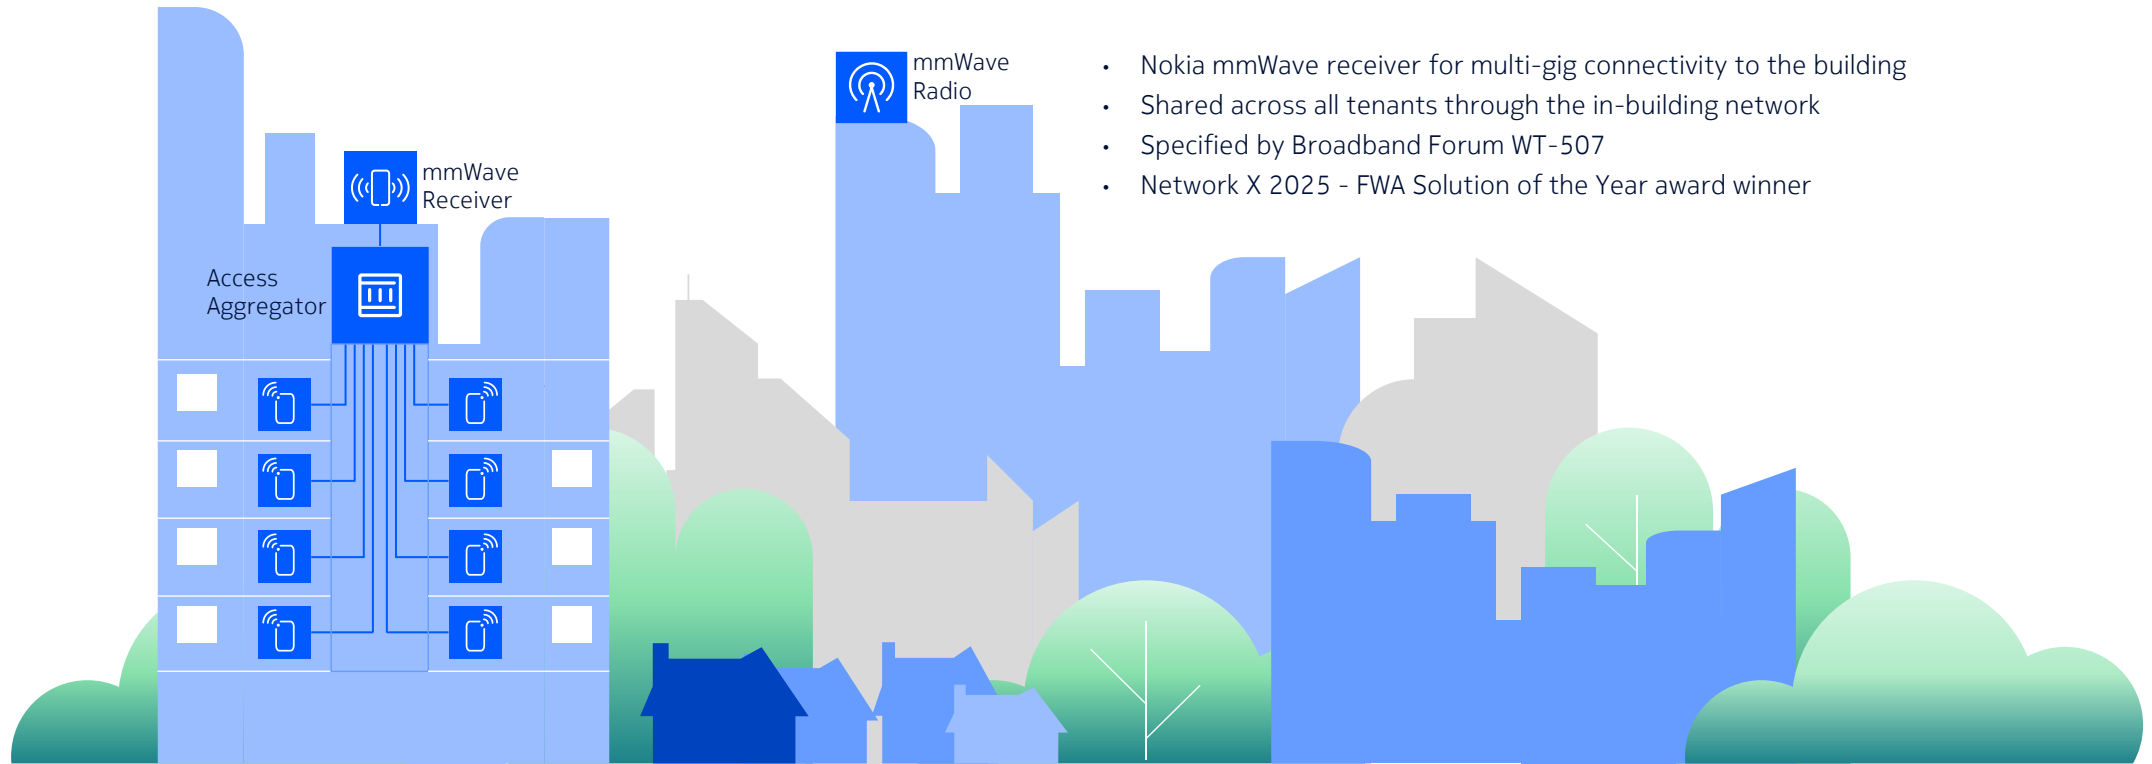 mmWave
Radio
• Nokia mmWave receiver for multi-gig connectivity to the building
• Shared across all tenants through the in-building network
• Specified by Broadband Forum WT-507
• Network X 2025 - FWA Solution of the Year award winner
mmWave
Receiver
Access
Aggregator